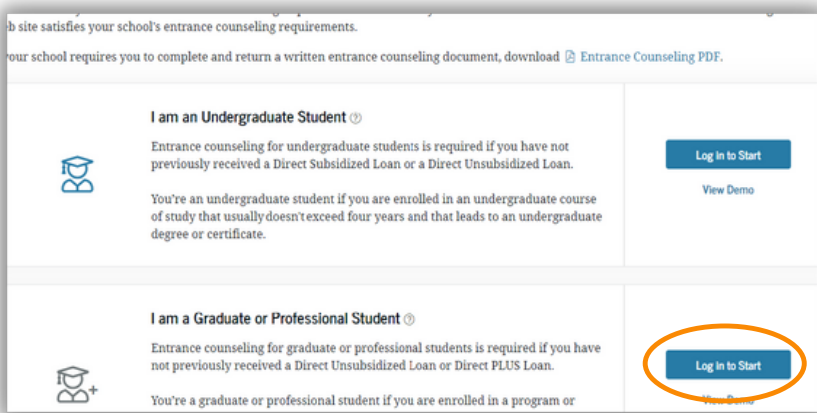 b site satisfies your school's entrance counseling requirements.
our school requires you to complete and return a written entrance counseling document, download Entrance Counseling PDF.
I am an Undergraduate Student
Entrance counseling for undergraduate students is required if you have not
previously received a Direct Subsidized Loan or a Direct Unsubsidized Loan.
You're an undergraduate student if you are enrolled in an undergraduate course
of study that usually doesn't exceed four years and that leads to an undergraduate
degree or certificate.
Log In to Start
View Demo
I am a Graduate or Professional Student
Entrance counseling for graduate or professional students is required if you have
not previously received a Direct Unsubsidized Loan or Direct PLUS Loan.
You're a graduate or professional student if you are enrolled in a program or
Log In to Start
View Demo